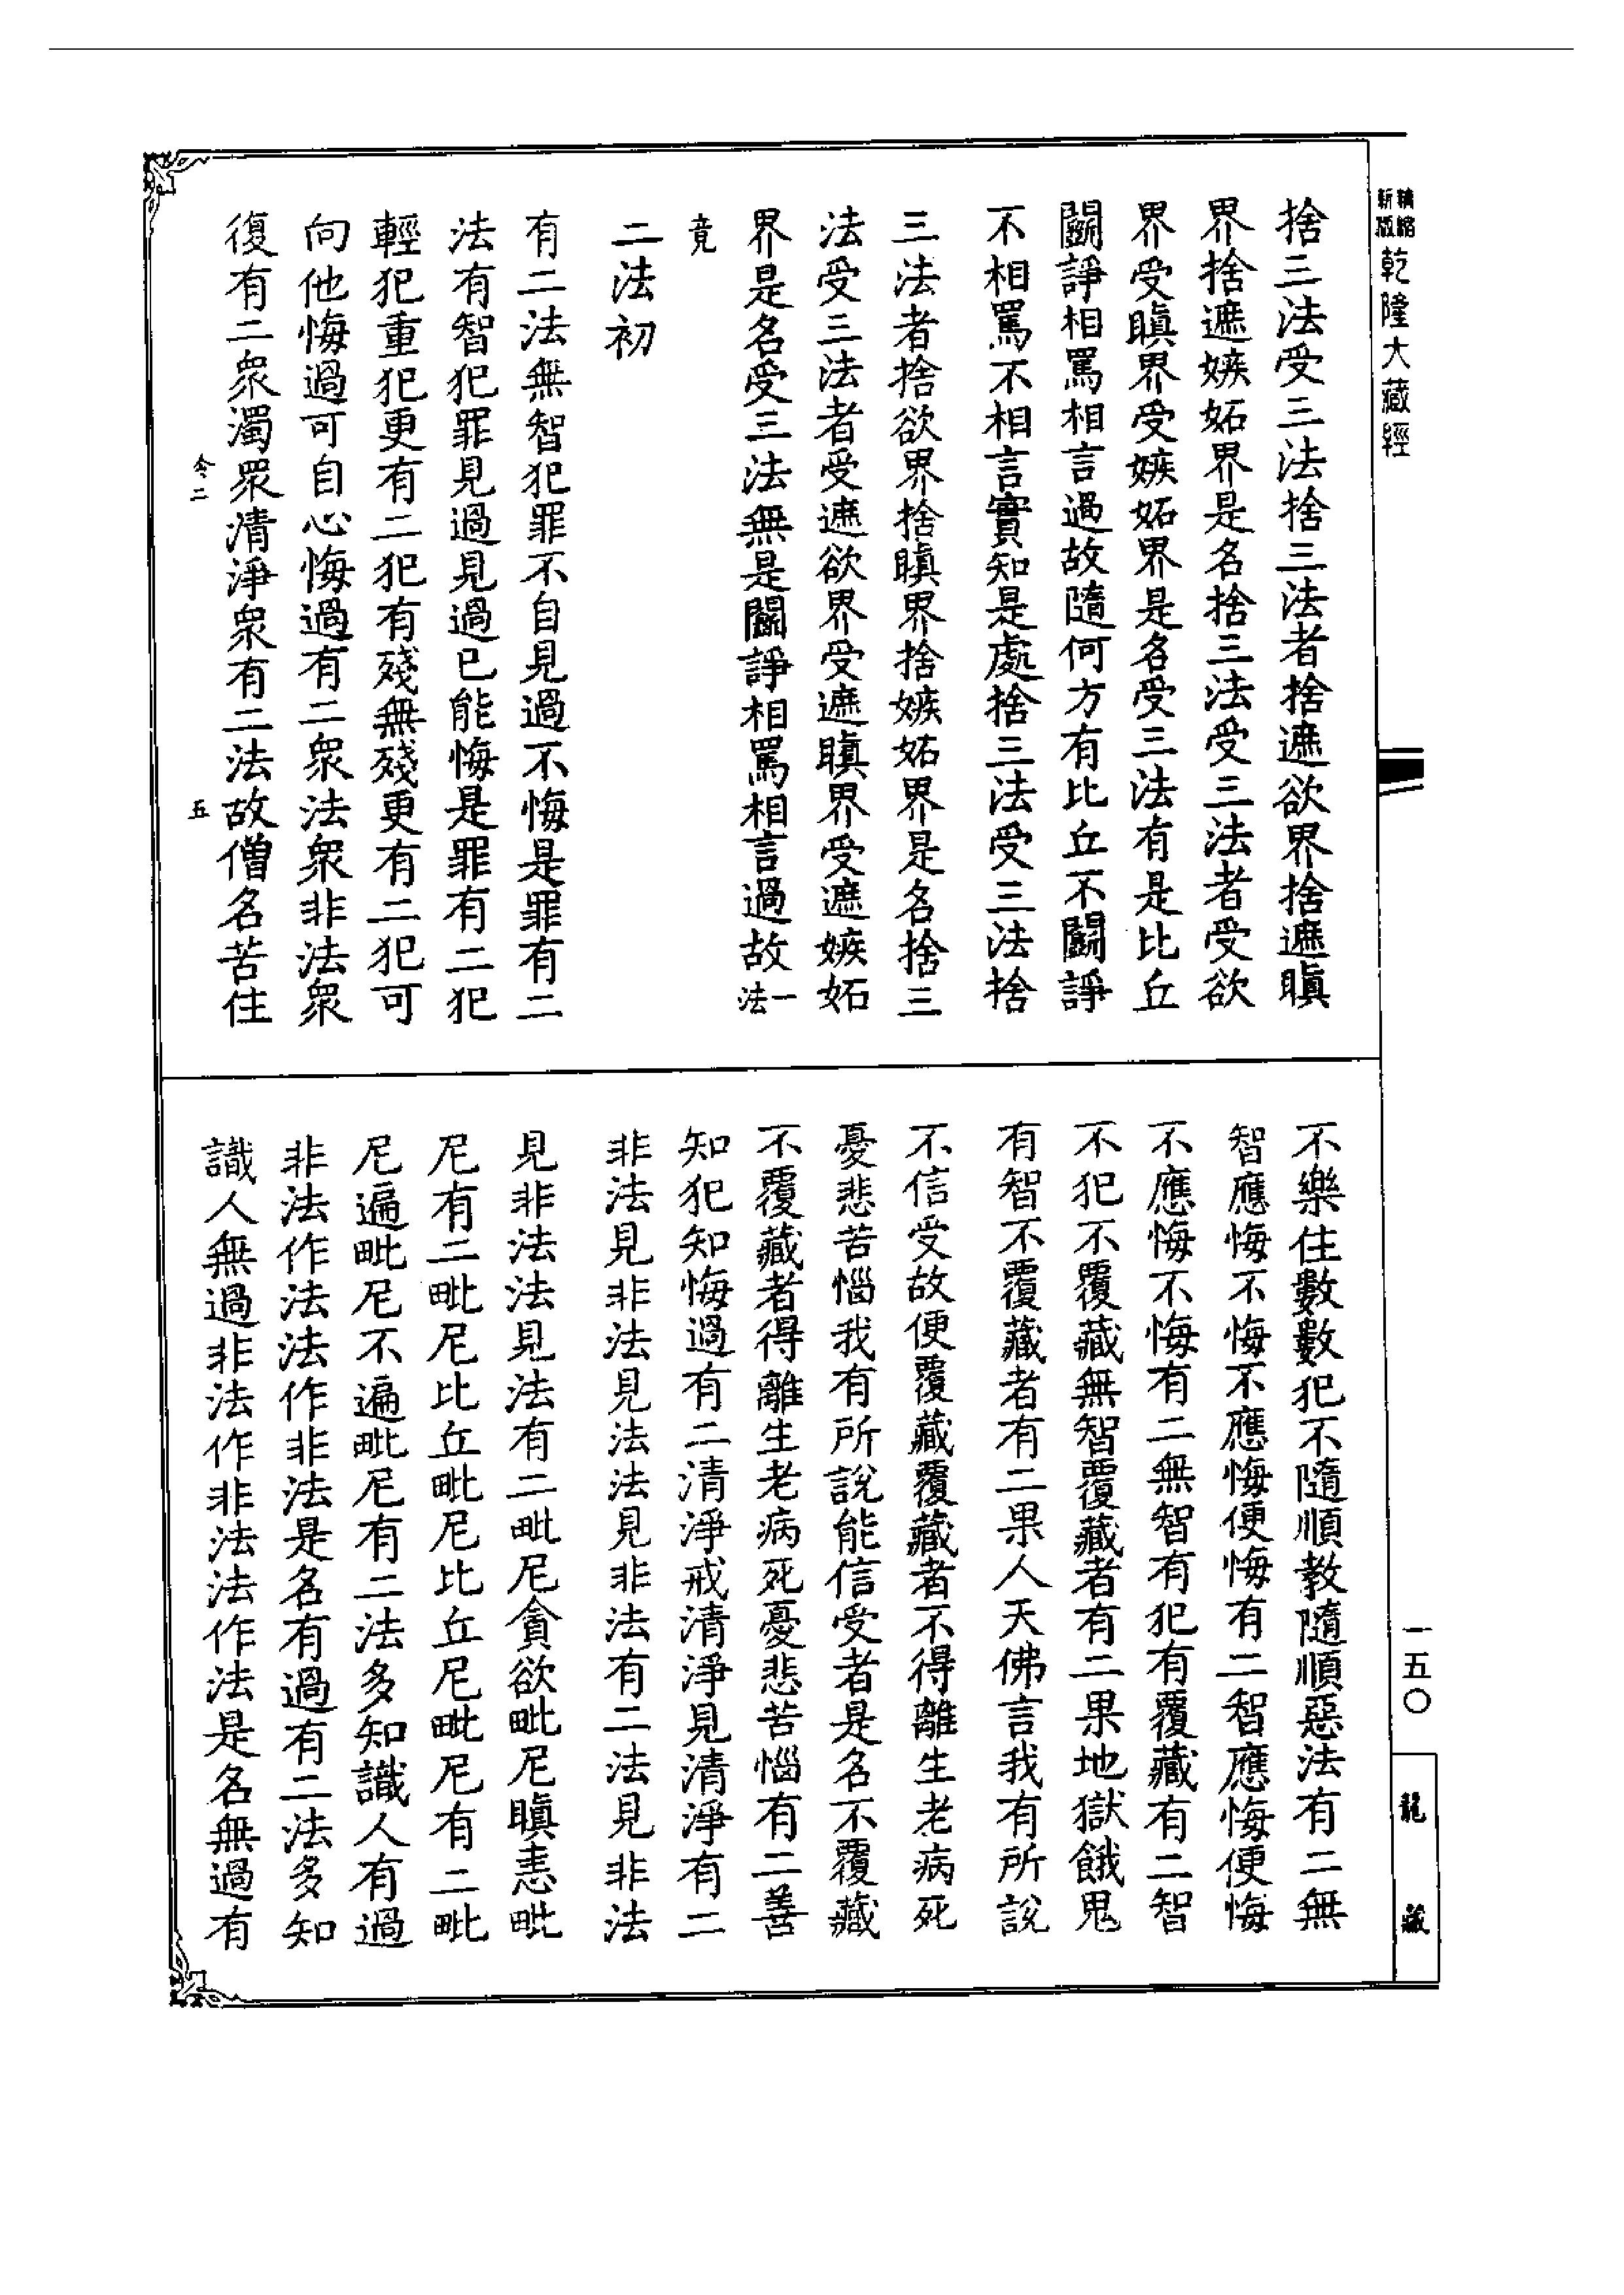 新版
精縮
乾隆大藏經
捨三法受三法捨三法者捨遮欲界捨遮瞋
界捨遮嫉妬界是名捨三法受三法者受欲
界受瞋界受嫉妬界是名受三法有是比丘
鬬諍相罵相言過故隨何方有比丘不鬬諍
不相罵不相言實知是處捨三法受三法捨
三法者捨欲界捨瞋界捨嫉妬界是名捨三
法受三法者受遮欲界受遮瞋界受遮嫉妬
界是名受三法無是鬬諍相罵相言過故一法
竟
二法初
有二法無智犯罪不自見過不悔是罪有二
法有智犯罪見過見過已能悔是罪有二犯
輕犯重犯更有二犯有殘無殘更有二犯可
向他悔過可自心悔過有二眾法眾非法眾
復有二眾濁眾清淨眾有二法故僧名苦住
五
不樂住數數犯不隨順教隨順惡法有二無
智應悔不悔不應悔便悔有二智應悔便悔
不應悔不悔有二無智有犯有覆藏有二智
不犯不覆藏無智覆藏者有二果地獄餓鬼
有智不覆藏者有二果人天佛言我有所說
不信受故便覆藏覆藏者不得離生老病死
憂悲苦惱我有所說能信受者是名不覆藏
不覆藏者得離生老病死憂悲苦惱有二善
知犯知悔過有二清淨戒清淨見清淨有二
非法見非法見法法見非法有二法見非法
見非法法見法有二毗尼貪欲毗尼瞋恚毗
尼有二毗尼比丘毗尼比丘尼毗尼有二毗
尼遍毗尼不遍毗尼有二法多知識人有過
非法作法法作非法是名有過有二法多知
識人無過非法作非法法作法是名無過有
一五〇
龍藏